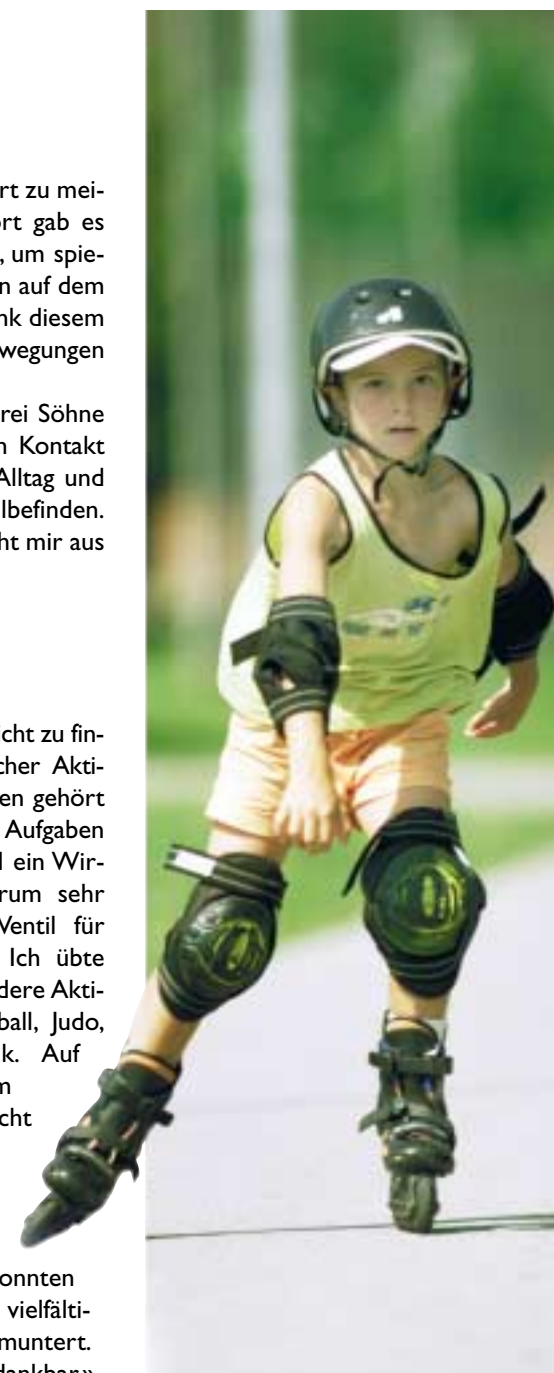 rt zu mei-
rt gab es
, um spie-
n auf dem
nk diesem
wegungen
rei Söhne
n Kontakt
Alltag und
lbefinden.
ht mir aus
icht zu fin-
cher Akti-
en gehört
Aufgaben
l ein Wir-
rum sehr
Ventil für
Ich übte
dere Akti-
ball, Judo,
k. Auf
m
cht
onnten
vielfälti-
muntert.
dankbar.»